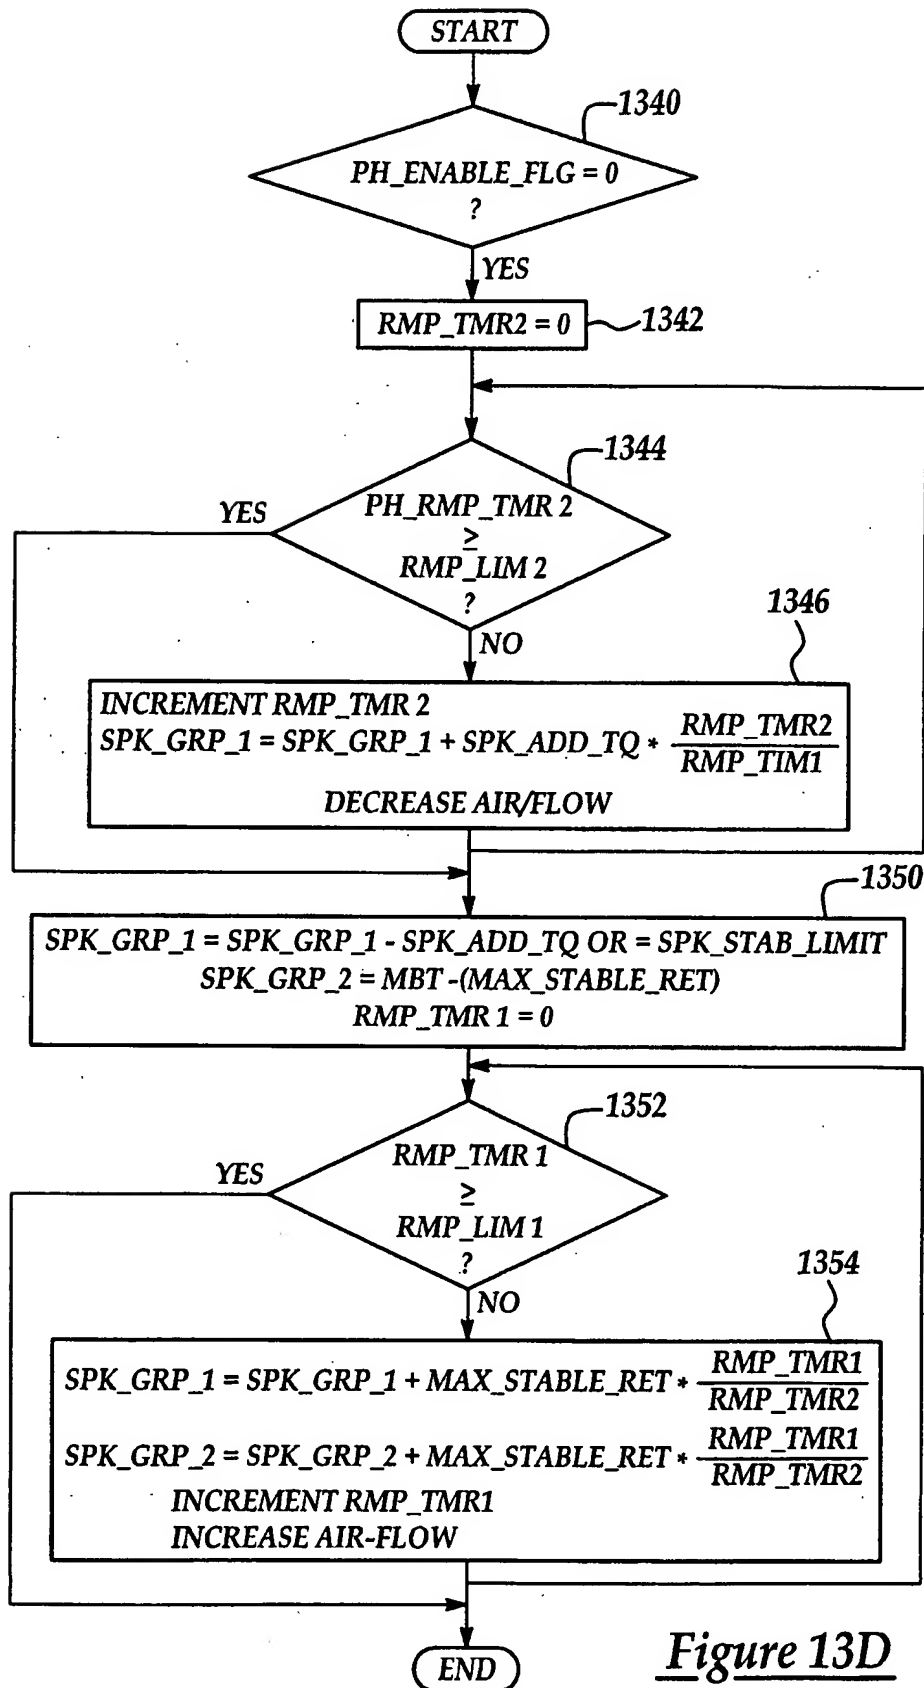 START
1340
PH_ENABLE_FLG = 0
?
YES
RMP_TMR2 = 0
1342
1344
PH_RMP_TMR 2
≥
RMP_LIM 2
?
YES
NO
1346
INCREMENT RMP_TMR 2
SPK_GRP_1 = SPK_GRP_1 + SPK_ADD_TQ * RMP_TMR2 / RMP_TIM1
DECREASE AIR/FLOW
1350
SPK_GRP_1 = SPK_GRP_1 - SPK_ADD_TQ OR = SPK_STAB_LIMIT
SPK_GRP_2 = MBT -(MAX_STABLE_RET)
RMP_TMR 1 = 0
1352
RMP_TMR 1
≥
RMP_LIM 1
?
YES
NO
1354
SPK_GRP_1 = SPK_GRP_1 + MAX_STABLE_RET * RMP_TMR1 / RMP_TMR2
SPK_GRP_2 = SPK_GRP_2 + MAX_STABLE_RET * RMP_TMR1 / RMP_TMR2
INCREMENT RMP_TMR1
INCREASE AIR-FLOW
END
Figure 13D